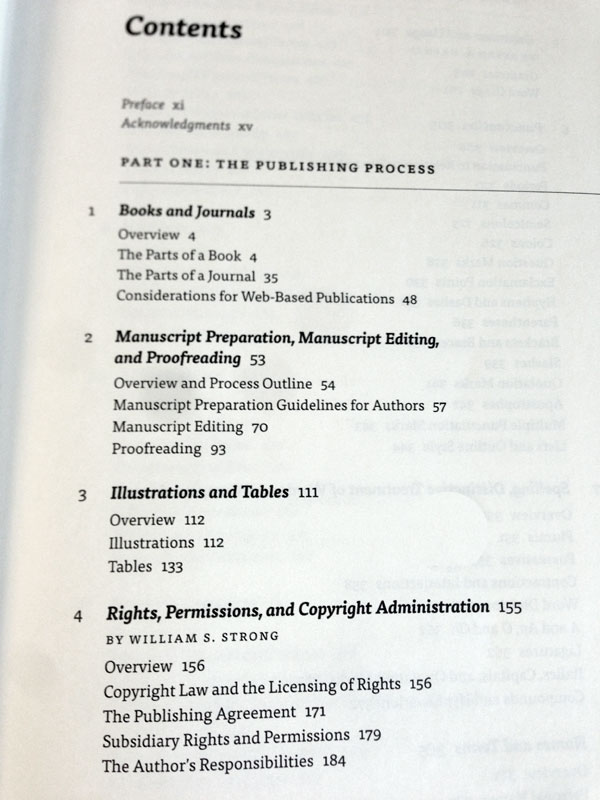 Contents
Preface xi
Acknowledgments xv
PART ONE: THE PUBLISHING PROCESS
1 Books and Journals 3
Overview 4
The Parts of a Book 4
The Parts of a Journal 35
Considerations for Web-Based Publications 48
2 Manuscript Preparation, Manuscript Editing,
and Proofreading 53
Overview and Process Outline 54
Manuscript Preparation Guidelines for Authors 57
Manuscript Editing 70
Proofreading 93
3 Illustrations and Tables 111
Overview 112
Illustrations 112
Tables 133
4 Rights, Permissions, and Copyright Administration 155
BY WILLIAM S. STRONG
Overview 156
Copyright Law and the Licensing of Rights 156
The Publishing Agreement 171
Subsidiary Rights and Permissions 179
The Author's Responsibilities 184